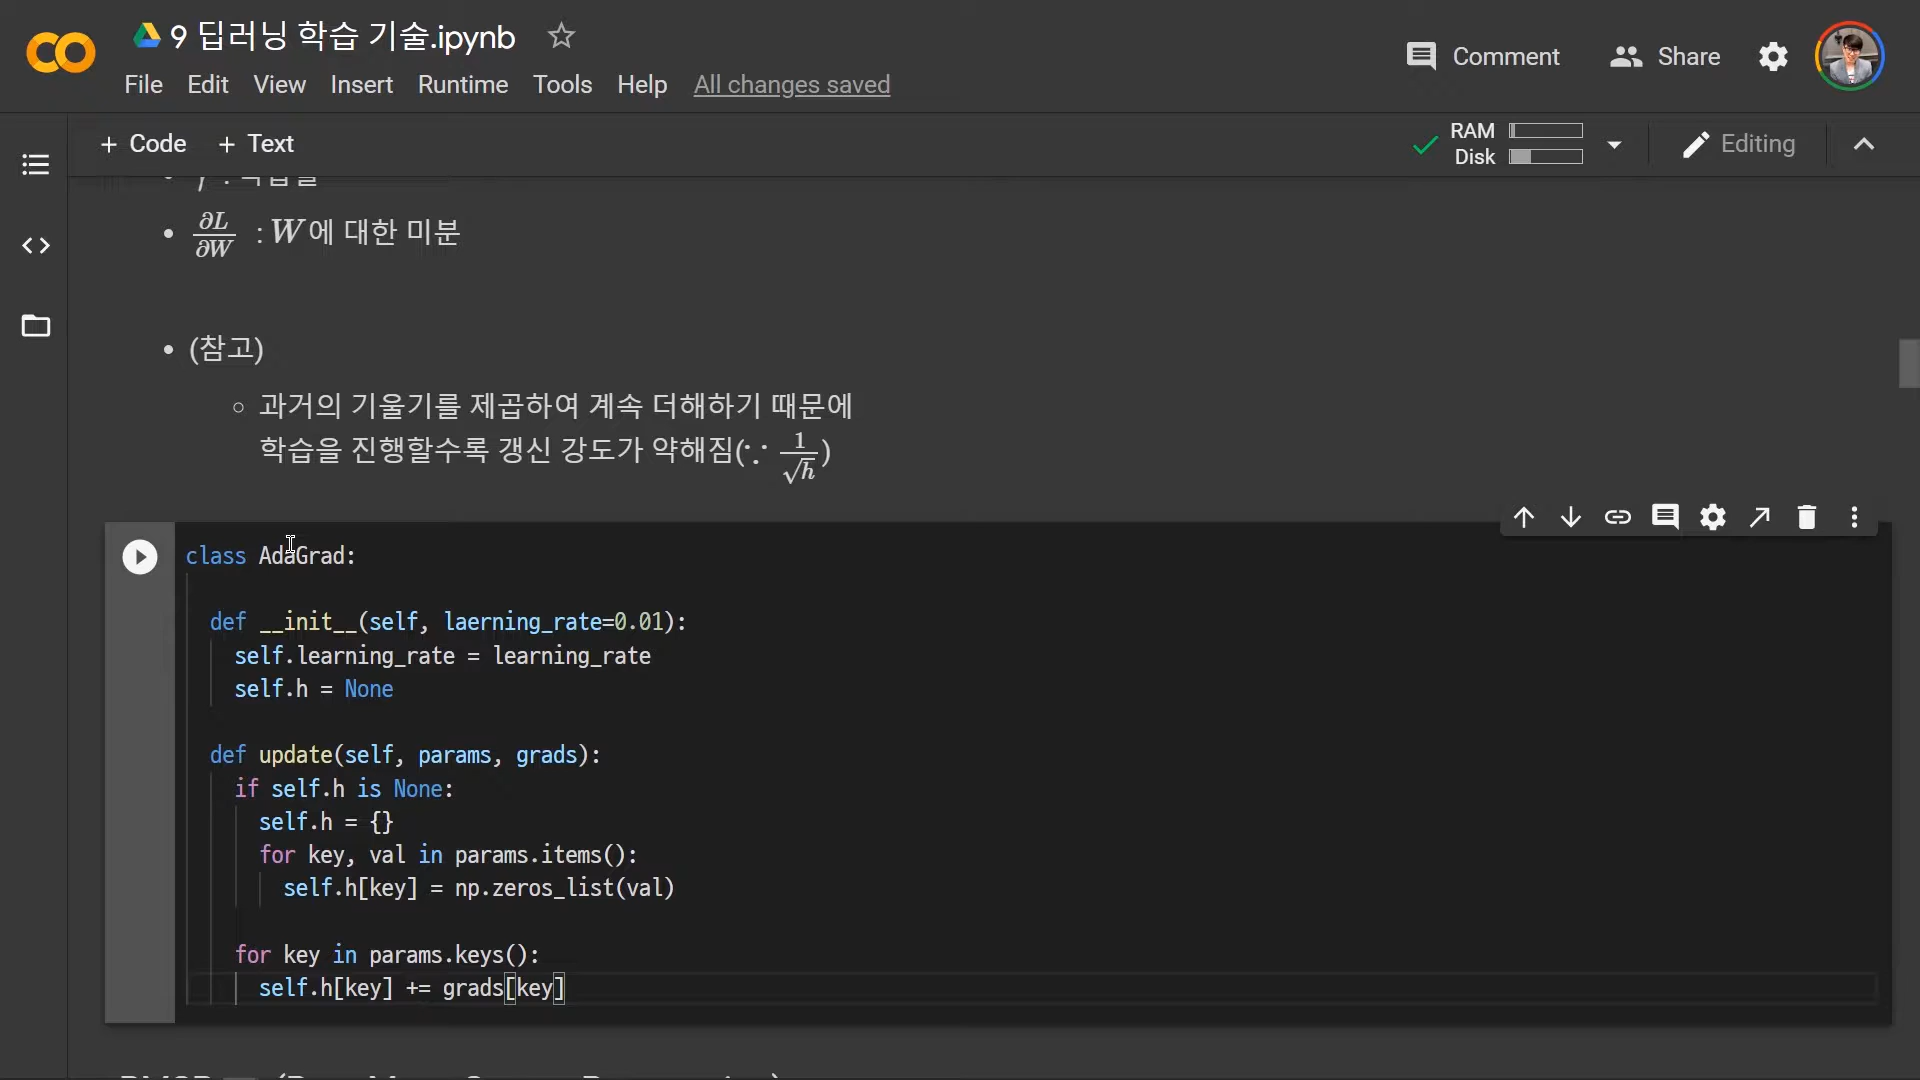 9 딥러닝 학습 기술.ipynb
Comment
Share
File Edit View Insert Runtime Tools Help All changes saved
+ Code + Text
RAM
Disk
Editing
∂L/∂W : W에 대한 미분
(참고)
과거의 기울기를 제곱하여 계속 더해하기 때문에
학습을 진행할수록 갱신 강도가 약해짐(∵ 1/√h)
class AdaGrad:
def __init__(self, laerning_rate=0.01):
self.learning_rate = learning_rate
self.h = None
def update(self, params, grads):
if self.h is None:
self.h = {}
for key, val in params.items():
self.h[key] = np.zeros_list(val)
for key in params.keys():
self.h[key] += grads[key]